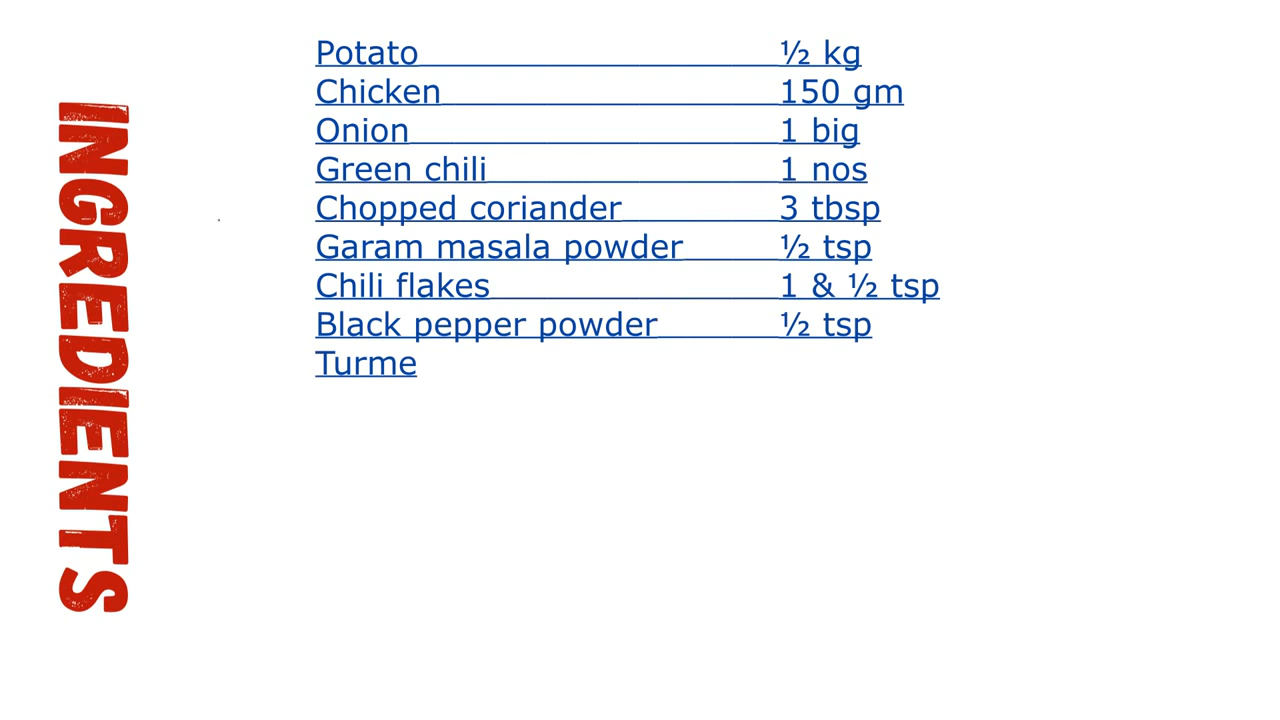 INGREDIENTS
Potato ½ kg
Chicken 150 gm
Onion 1 big
Green chili 1 nos
Chopped coriander 3 tbsp
Garam masala powder ½ tsp
Chili flakes 1 & ½ tsp
Black pepper powder ½ tsp
Turme